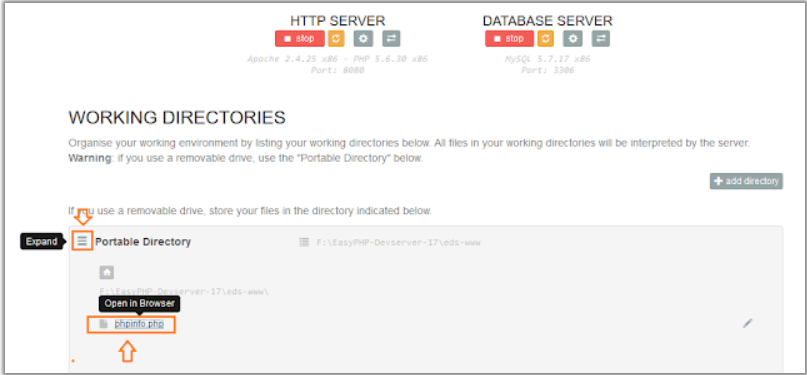 HTTP SERVER
DATABASE SERVER
stop
stop
Apache 2.4.25 x86 - PHP 5.6.30 x86
Port: 8080
MySQL 5.7.17 x86
Port: 3306
WORKING DIRECTORIES
Organise your working environment by listing your working directories below. All files in your working directories will be interpreted by the server.
Warning: if you use a removable drive, use the "Portable Directory" below.
add directory
If you use a removable drive, store your files in the directory indicated below.
Expand
Portable Directory
F:\EasyPHP-Devserver-17\eds-www
F:\EasyPHP-Devserver-17\eds-www\
Open in Browser
phpinfo.php